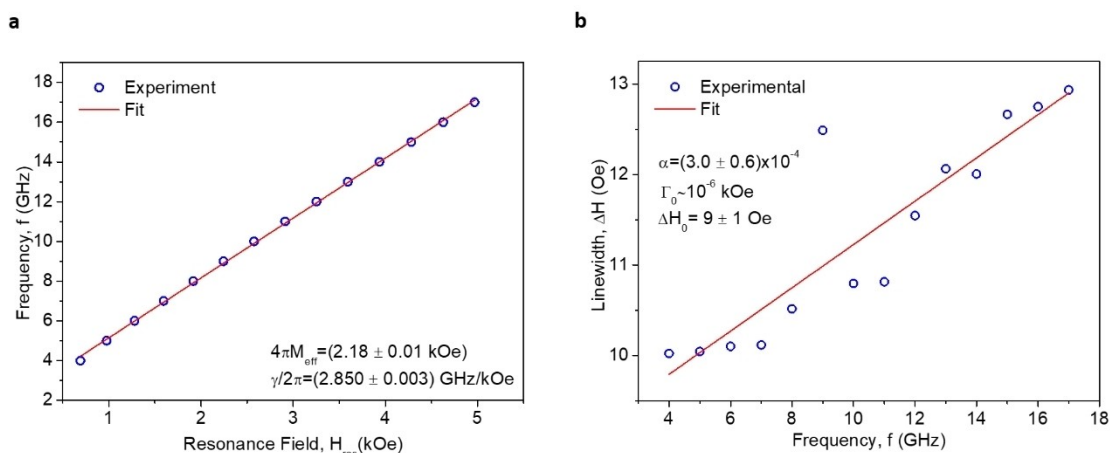 a
b
18
16
14
12
10
8
6
4
2
Frequency, f (GHz)
Experiment
Fit
4πM_eff=(2.18 ± 0.01 kOe)
γ/2π=(2.850 ± 0.003) GHz/kOe
1 2 3 4 5
Resonance Field, H (kOe)
13
12
11
10
Linewidth, ΔH (Oe)
Experimental
Fit
α=(3.0 ± 0.6)x10⁻⁴
Γ₀~10⁻⁶ kOe
ΔH₀= 9 ± 1 Oe
4 6 8 10 12 14 16 18
Frequency, f (GHz)